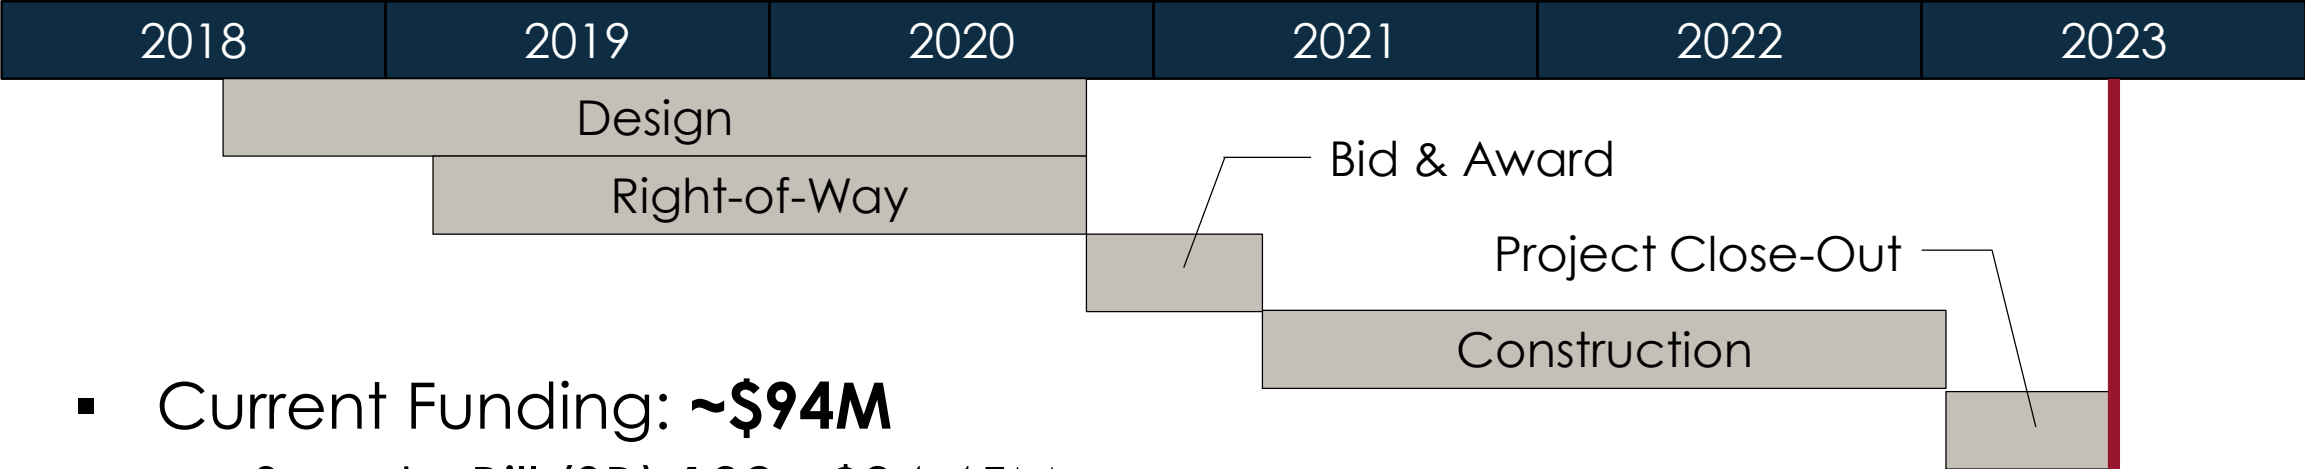 2018 2019 2020 2021 2022 2023
Design
Bid & Award
Right-of-Way
Project Close-Out
Construction
▪ Current Funding: ~$94M